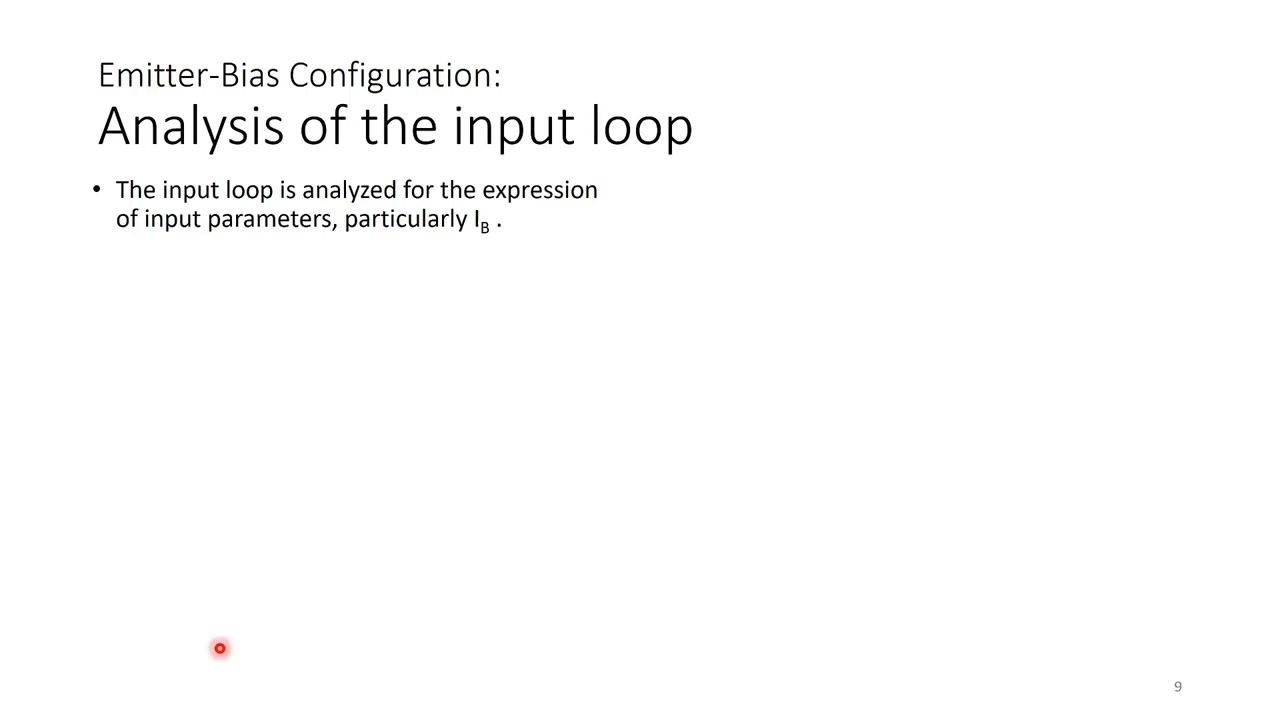 Emitter-Bias Configuration:
Analysis of the input loop
• The input loop is analyzed for the expression
of input parameters, particularly I_B .
9